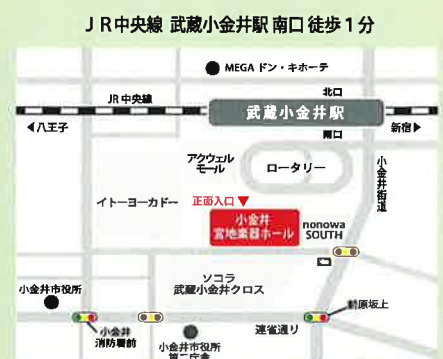 JR中央線 武蔵小金井駅 南口 徒歩1分
MEGA ドン・キホーテ
JR中央線
北口
武蔵小金井駅
◀八王子
新宿▶
南口
アクウェル
モール
ロータリー
小金井街道
イトーヨーカドー
正面入口▼
小金井
宮地楽器ホール
nonowa
SOUTH
ソコラ
武蔵小金井クロス
小金井市役所
前原坂上
小金井
消防署前
連雀通り
小金井市役所
第二庁舎